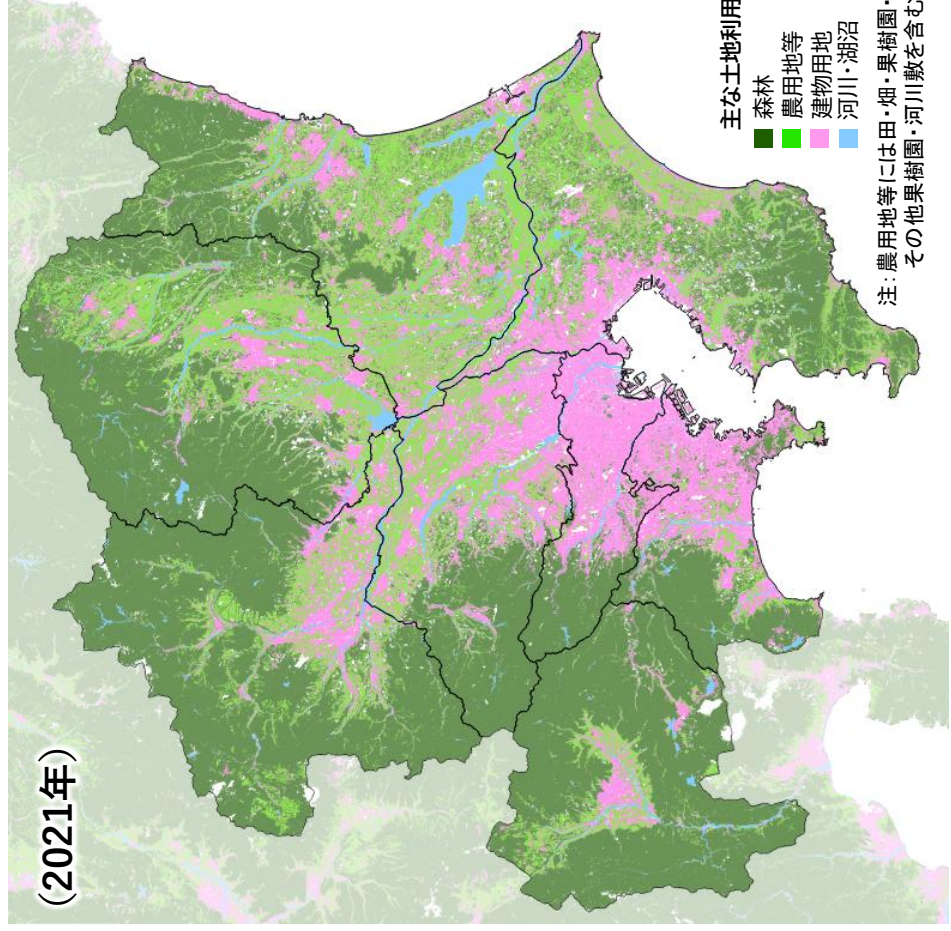 (2021年)
主な土地利用
森林
農用地等
建物用地
河川・湖沼
注：農用地等には田・畑・果樹園・
その他果樹園・河川敷を含む